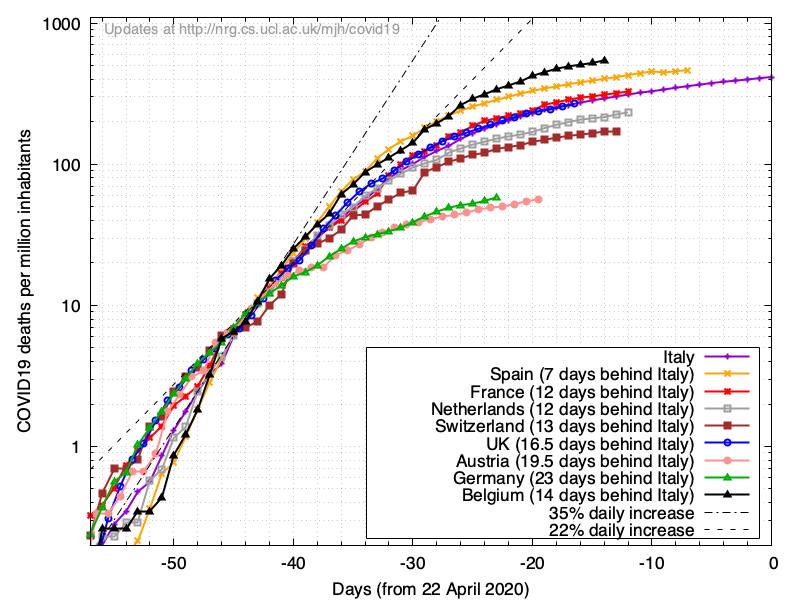 Updates at http://nrg.cs.ucl.ac.uk/mjh/covid19
1000
100
10
1
COVID19 deaths per million inhabitants
Italy
Spain (7 days behind Italy)
France (12 days behind Italy)
Netherlands (12 days behind Italy)
Switzerland (13 days behind Italy)
UK (16.5 days behind Italy)
Austria (19.5 days behind Italy)
Germany (23 days behind Italy)
Belgium (14 days behind Italy)
35% daily increase
22% daily increase
-50 -40 -30 -20 -10 0
Days (from 22 April 2020)